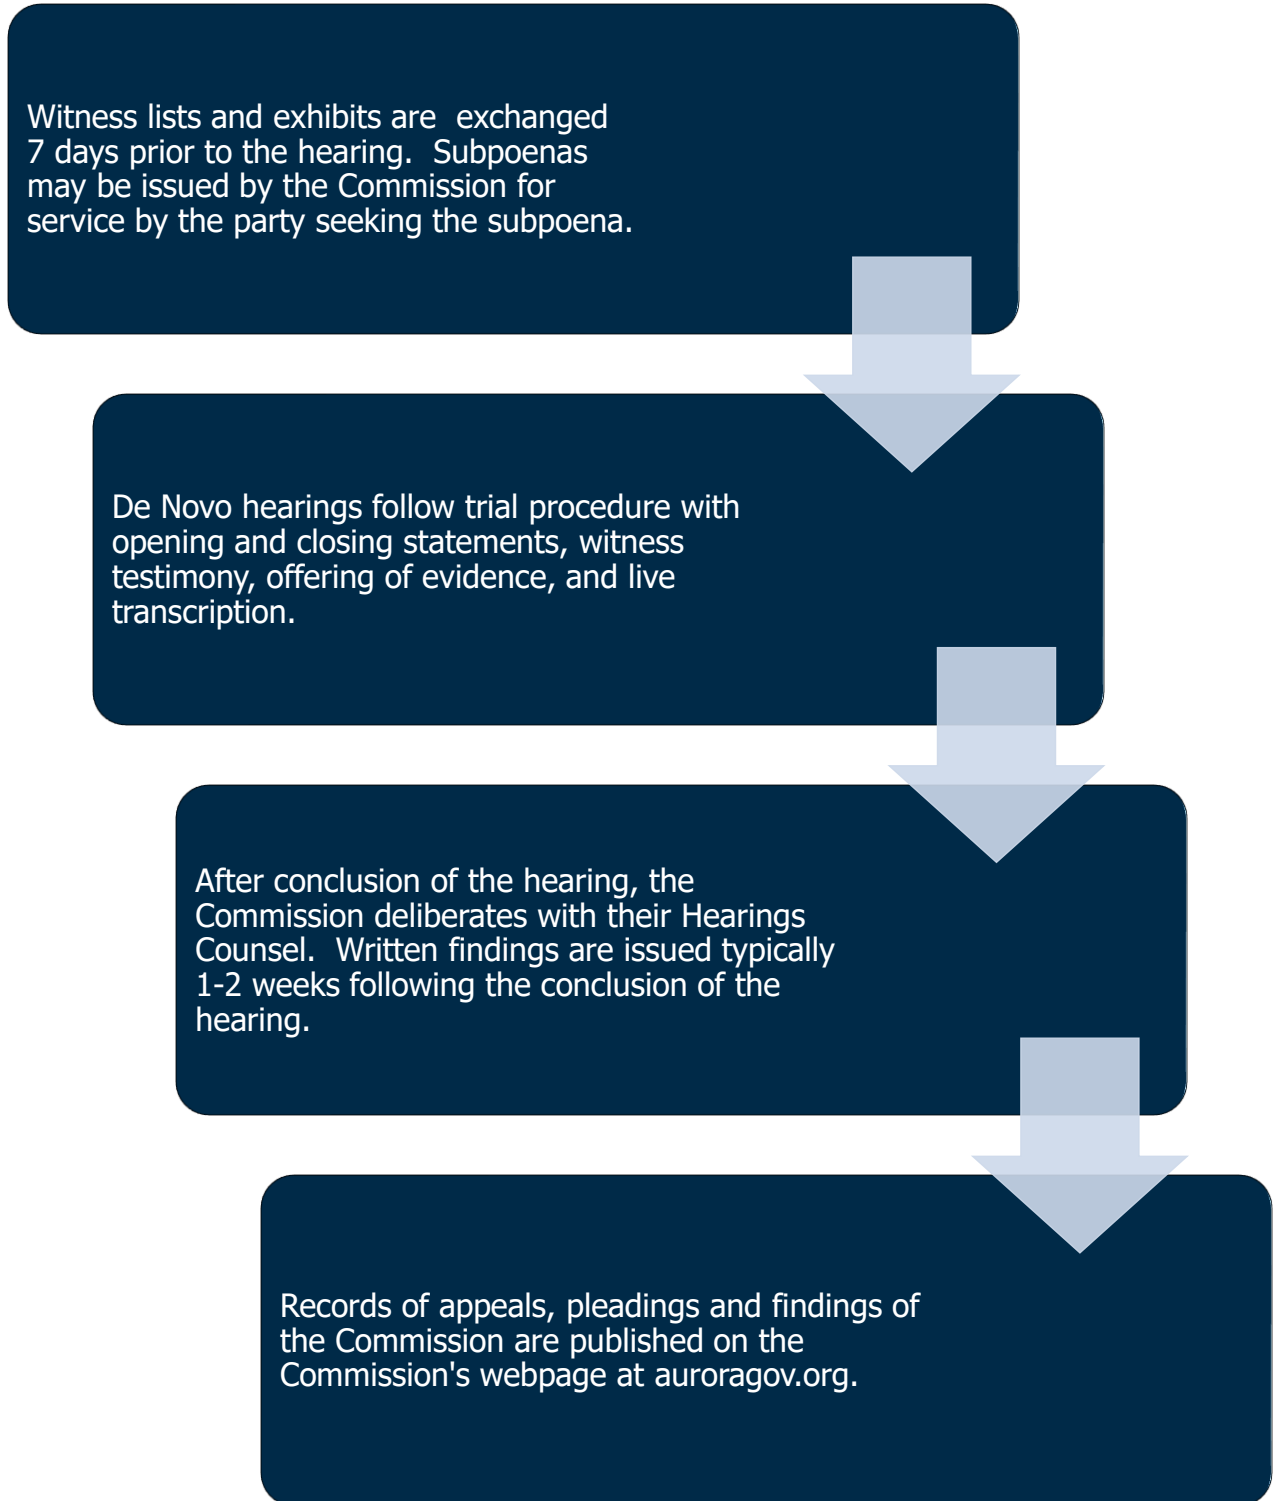 Witness lists and exhibits are  exchanged
7 days prior to the hearing.  Subpoenas
may be issued by the Commission for
service by the party seeking the subpoena.
De Novo hearings follow trial procedure with
opening and closing statements, witness
testimony, offering of evidence, and live
transcription.
After conclusion of the hearing, the
Commission deliberates with their Hearings
Counsel.  Written findings are issued typically
1-2 weeks following the conclusion of the
hearing.
Records of appeals, pleadings and findings of
the Commission are published on the
Commission's webpage at auroragov.org.